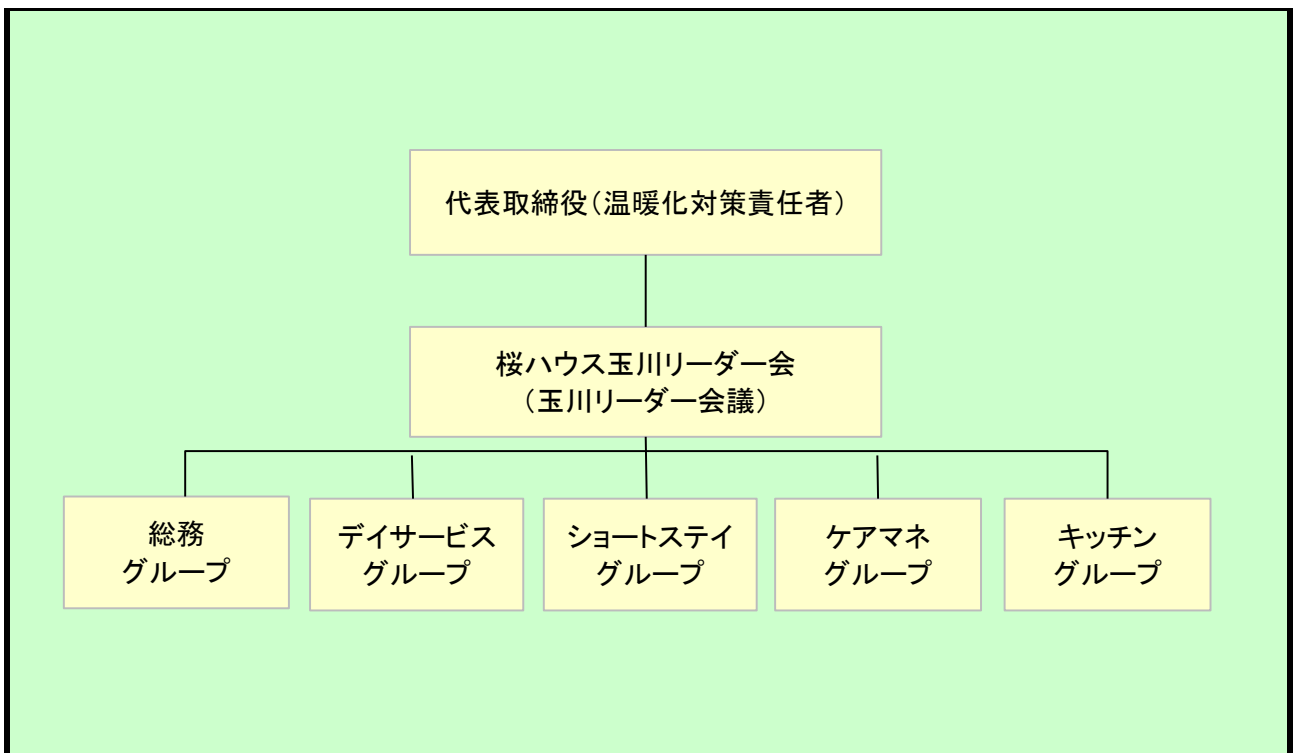 代表取締役（温暖化対策責任者）
桜ハウス玉川リーダー会
（玉川リーダー会議）
総務
グループ
デイサービス
グループ
ショートステイ
グループ
ケアマネ
グループ
キッチン
グループ